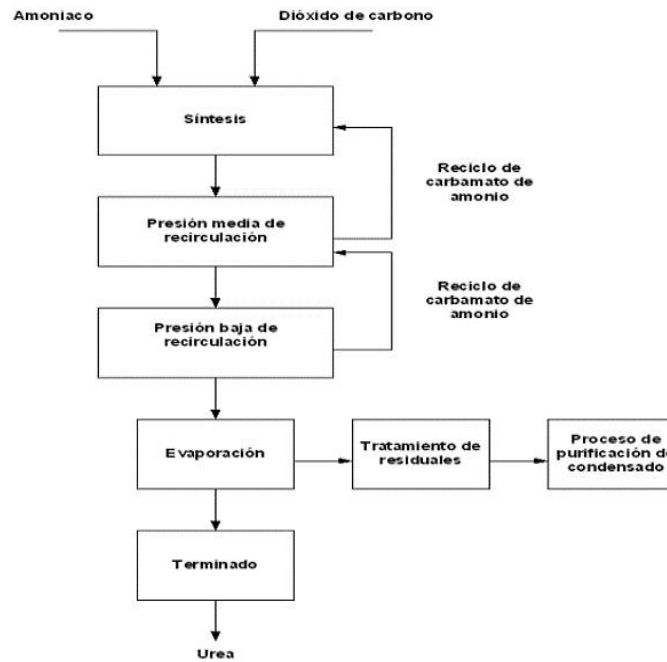 Amoniaco
Dióxido de carbono
Síntesis
Reciclo de
carbamato de
amonio
Presión media de
recirculación
Reciclo de
carbamato de
amonio
Presión baja de
recirculación
Evaporación
Tratamiento de
residuales
Proceso de
purificación de
condensado
Terminado
Urea